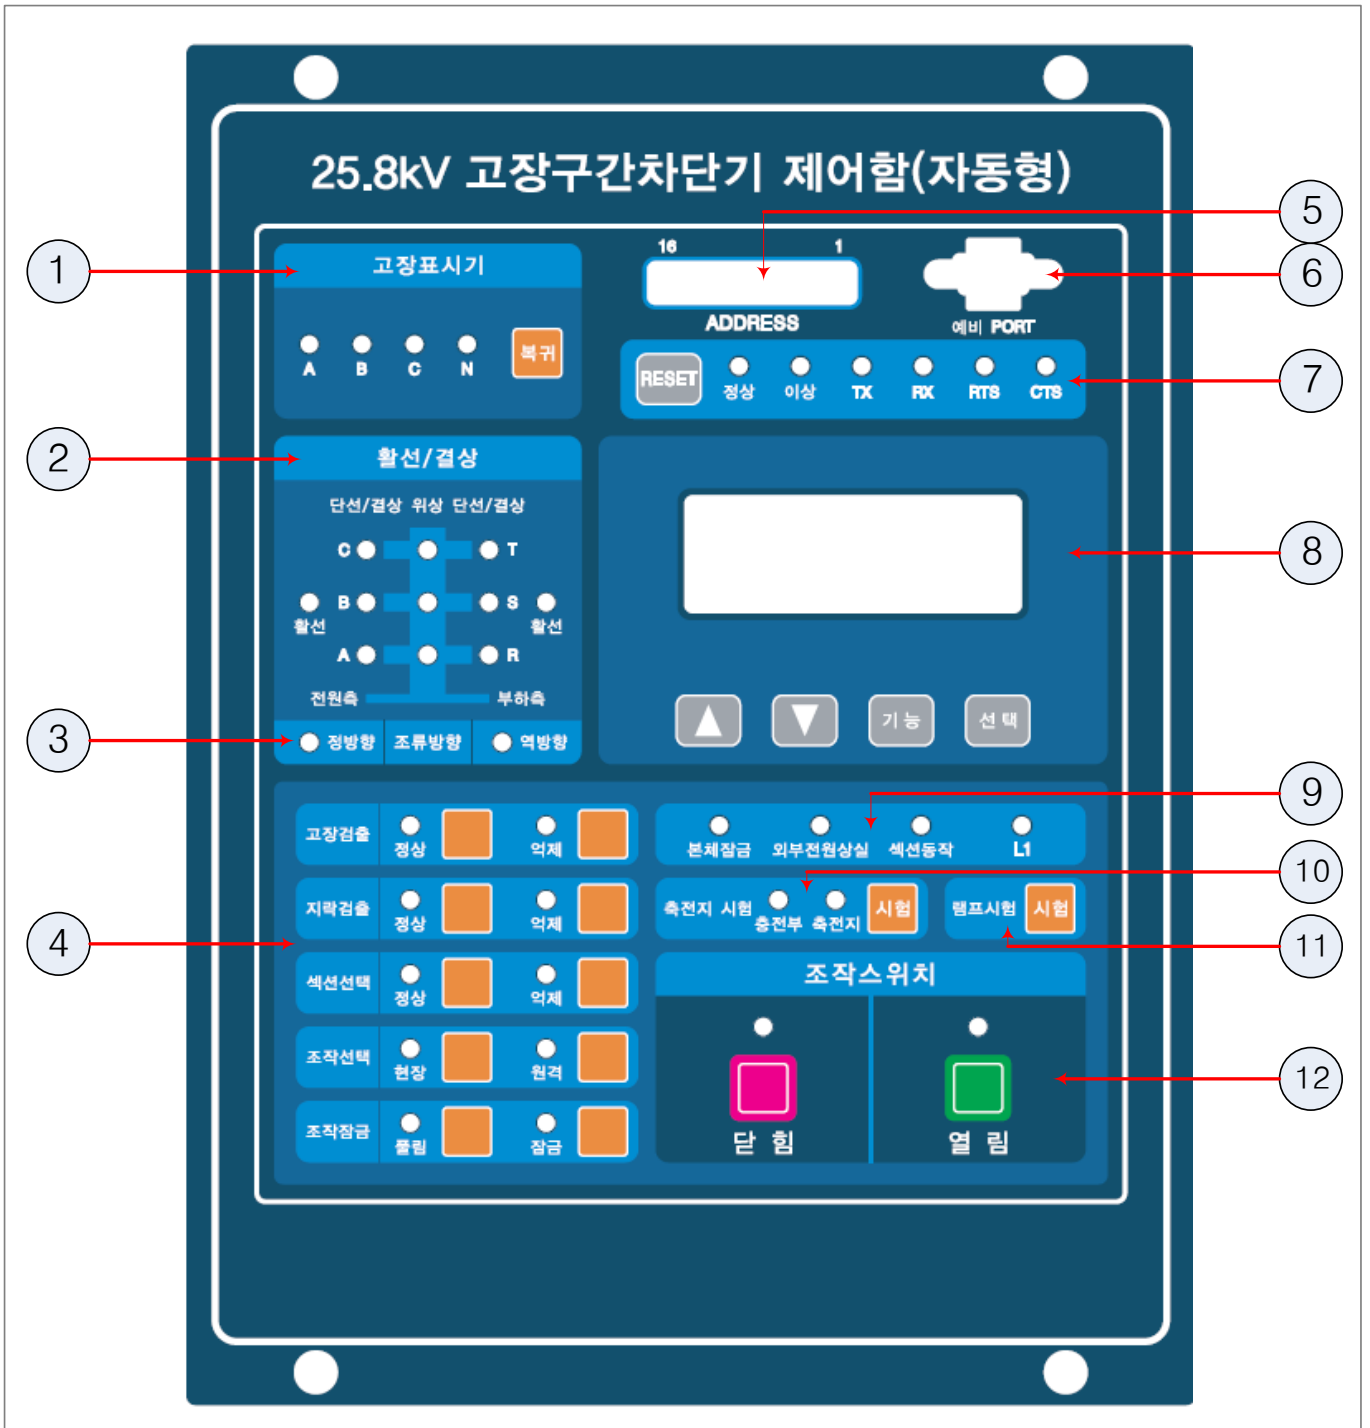 25.8kV 고장구간차단기 제어함(자동형)
1
고장표시기
A B C N 복귀
16 1
ADDRESS
5
6
예비 PORT
RESET 정상 이상 TX RX RTS CTS
7
2
활선/결상
단선/결상 위상 단선/결상
C T
활선 B S 활선
A R
전원측 부하측
3
정방향 조류방향 역방향
8
기능 선택
4
고장검출 정상 억제
지락검출 정상 억제
섹션선택 정상 억제
조작선택 현장 원격
조작잠금 풀림 잠금
9
본체잠금 외부전원상실 섹션동작 L1
10
축전지 시험 충전부 축전지 시험
램프시험 시험
11
조작스위치
12
닫힘 열림